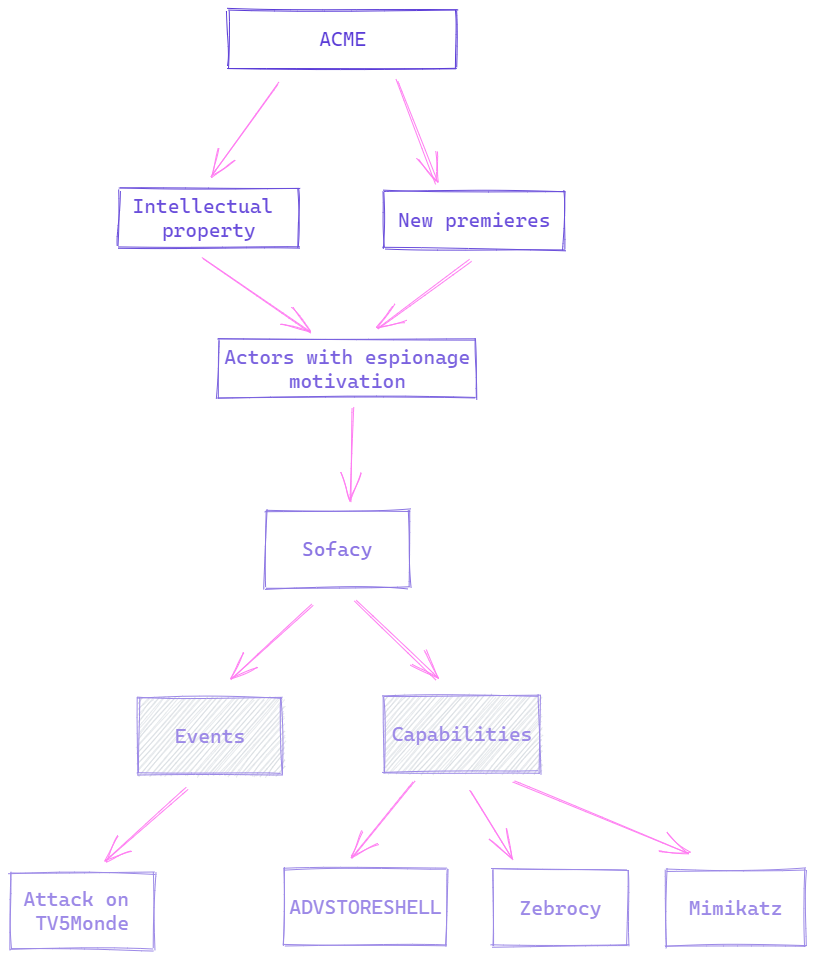 ACME
Intellectual
property
New premieres
Actors with espionage
motivation
Sofacy
Events
Capabilities
Attack on
TV5Monde
ADVSTORESHELL
Zebrocy
Mimikatz